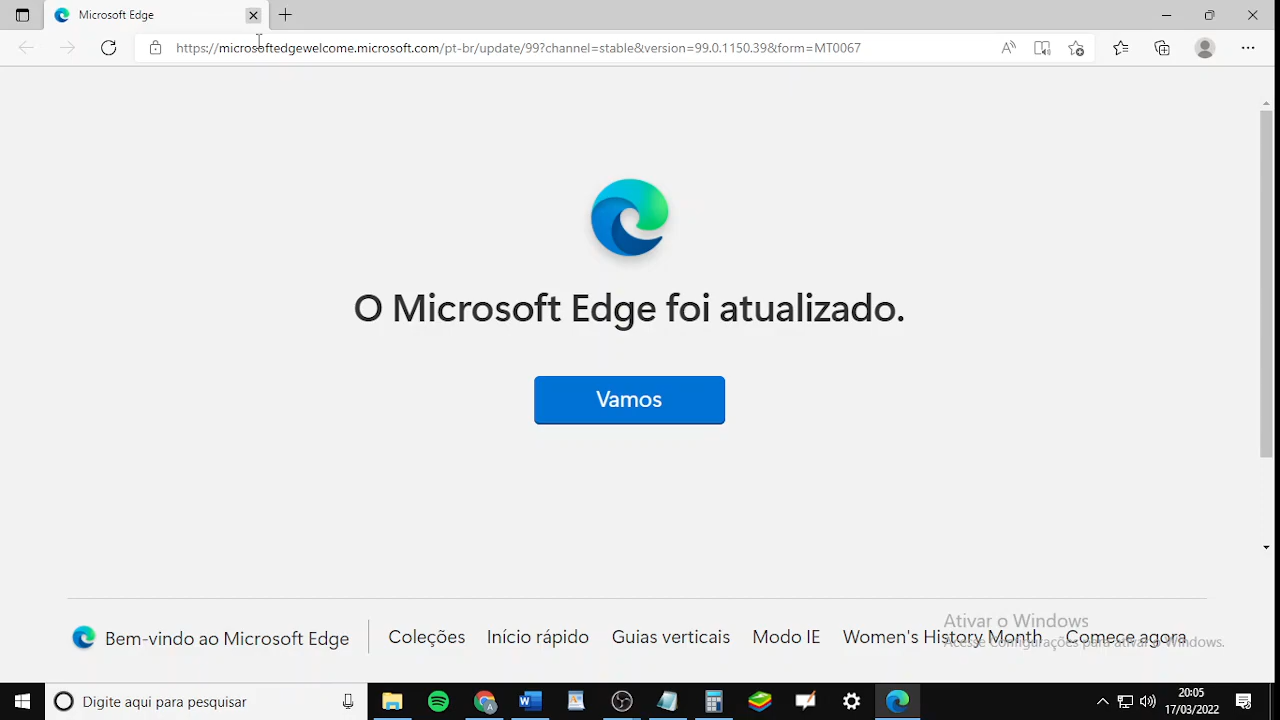 Microsoft Edge
https://microsoftedgewelcome.microsoft.com/pt-br/update/99?channel=stable&version=99.0.1150.39&form=MT0067
O Microsoft Edge foi atualizado.
Vamos
Ativar o Windows
Acesse Configurações para ativar o Windows.
Bem-vindo ao Microsoft Edge
Coleções
Início rápido
Guias verticais
Modo IE
Women's History Month
Comece agora
Digite aqui para pesquisar
20:05
17/03/2022